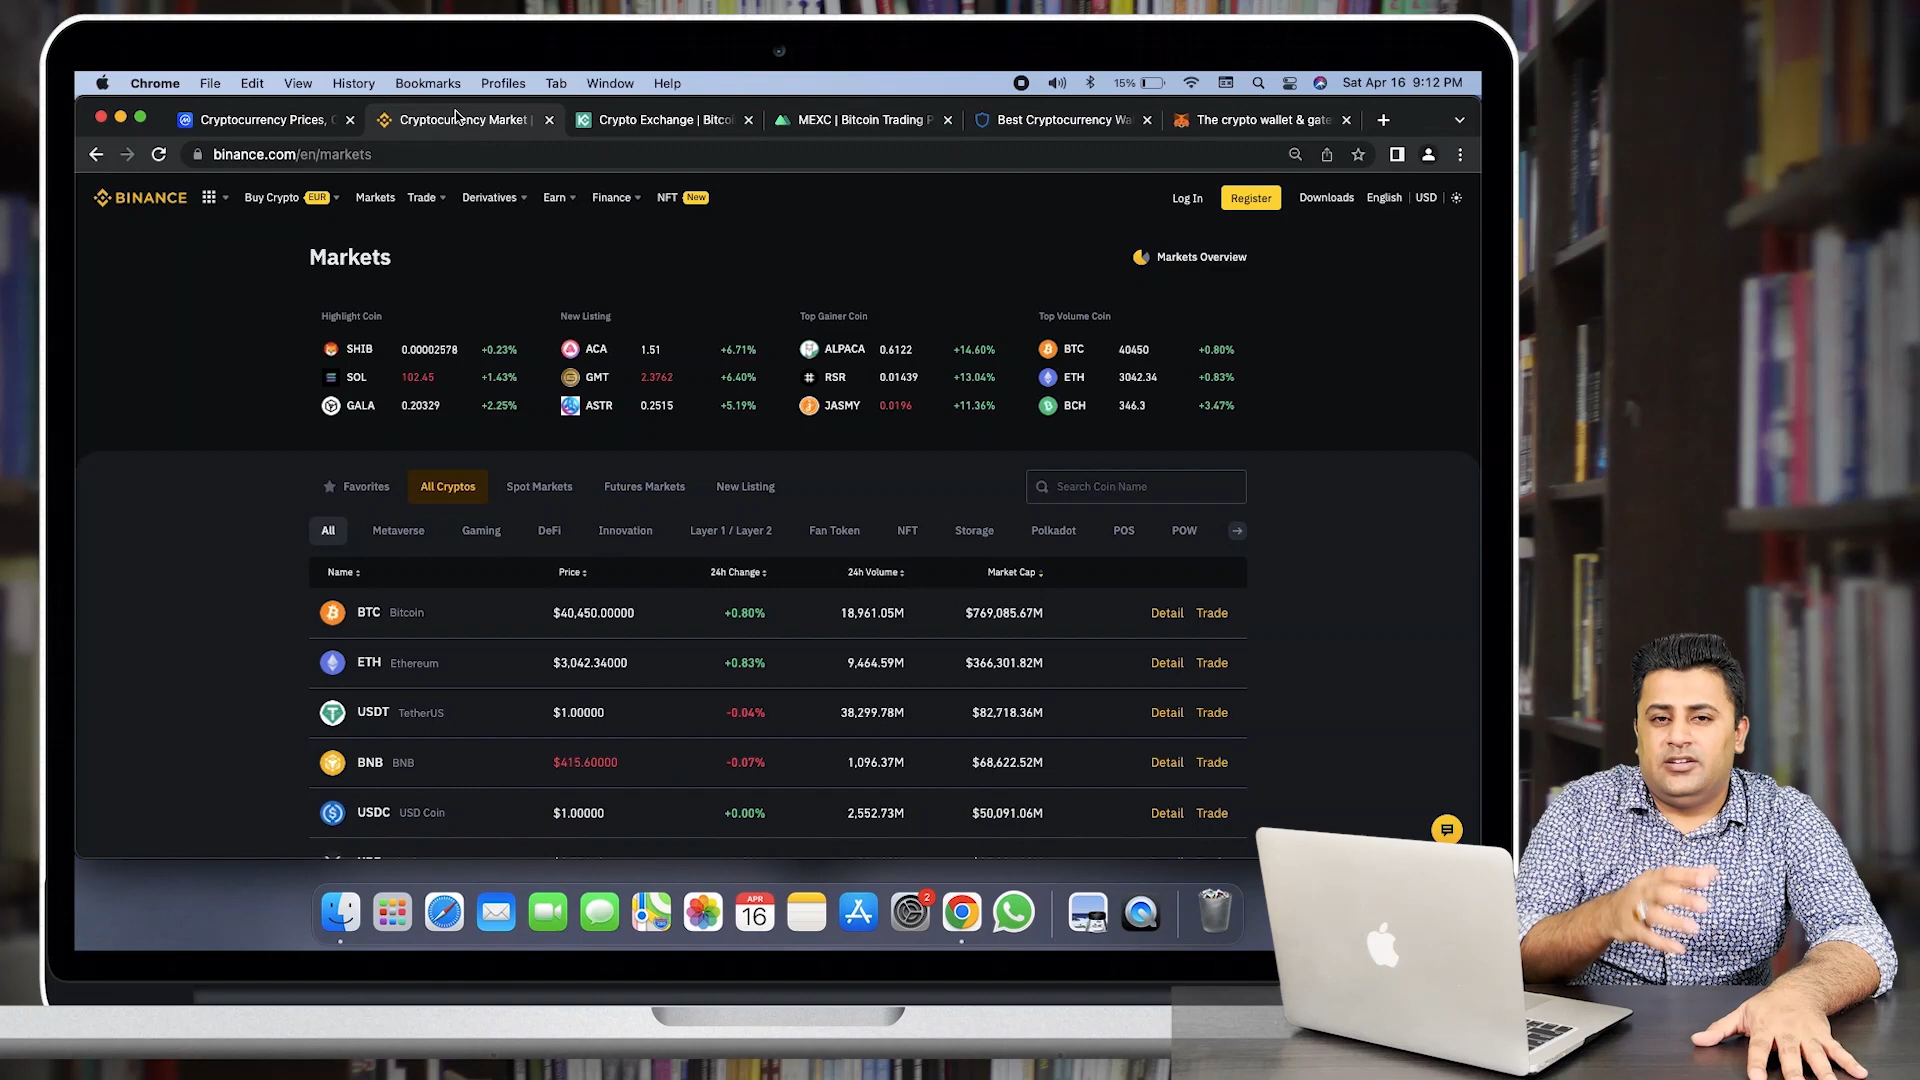 Chrome File Edit View History Bookmarks Profiles Tab Window Help 15% Sat Apr 16 9:12 PM
Cryptocurrency Prices, Cryptocurrency Market | Crypto Exchange | Bitco MEXC | Bitcoin Trading P Best Cryptocurrency Wa The crypto wallet & gate
binance.com/en/markets
BINANCE Buy Crypto EUR Markets Trade Derivatives Earn Finance NFT New Log In Register Downloads English | USD
Markets Markets Overview
Highlight Coin New Listing Top Gainer Coin Top Volume Coin
SHIB 0.00002578 +0.23% ACA 1.51 +6.71% ALPACA 0.6122 +14.60% BTC 40450 +0.80%
SOL 102.45 +1.43% GMT 2.3762 +6.40% RSR 0.01439 +13.04% ETH 3042.34 +0.83%
GALA 0.20329 +2.25% ASTR 0.2515 +5.19% JASMY 0.0196 +11.36% BCH 346.3 +3.47%
Favorites All Cryptos Spot Markets Futures Markets New Listing Search Coin Name
All Metaverse Gaming DeFi Innovation Layer 1 / Layer 2 Fan Token NFT Storage Polkadot POS POW
Name Price 24h Change 24h Volume Market Cap
BTC Bitcoin $40,450.00000 +0.80% 18,961.05M $769,085.67M Detail Trade
ETH Ethereum $3,042.34000 +0.83% 9,464.59M $366,301.82M Detail Trade
USDT TetherUS $1.00000 -0.04% 38,299.78M $82,718.36M Detail Trade
BNB BNB $415.60000 -0.07% 1,096.37M $68,622.52M Detail Trade
USDC USD Coin $1.00000 +0.00% 2,552.73M $50,091.06M Detail Trade
APR
16
2